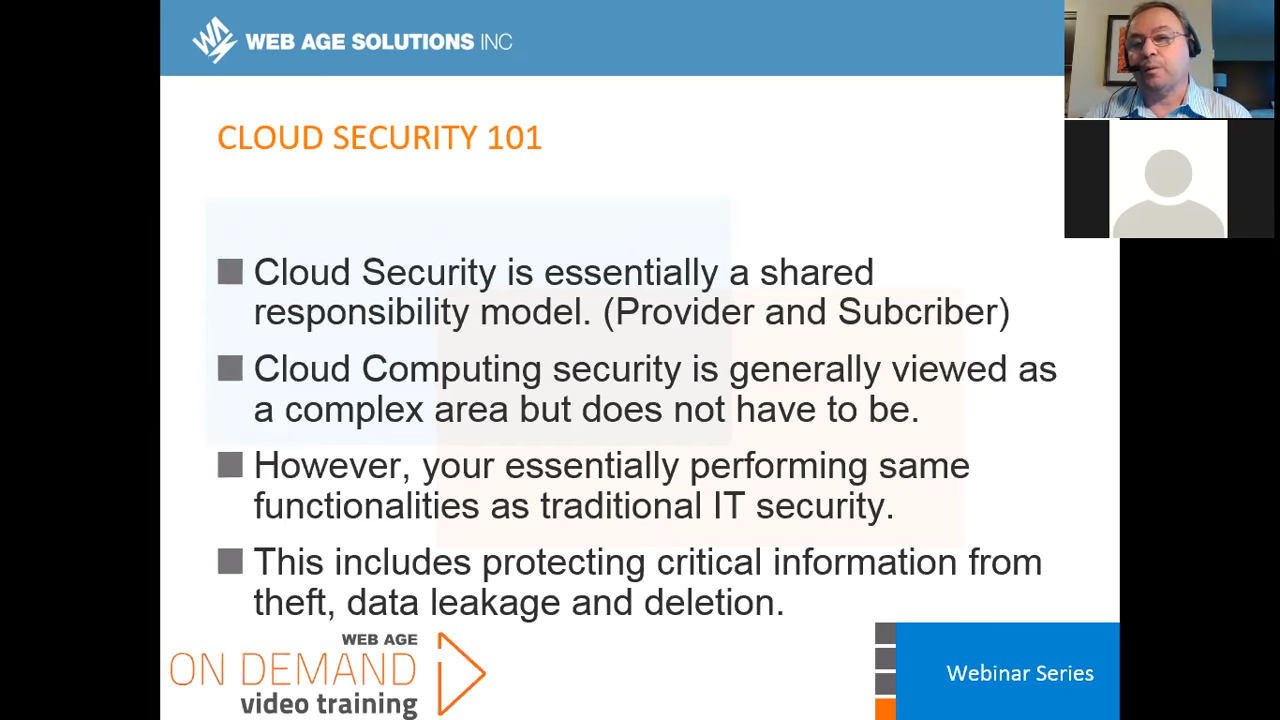 WEB AGE SOLUTIONS INC
CLOUD SECURITY 101
Cloud Security is essentially a shared
responsibility model. (Provider and Subcriber)
Cloud Computing security is generally viewed as
a complex area but does not have to be.
However, your essentially performing same
functionalities as traditional IT security.
This includes protecting critical information from
theft, data leakage and deletion.
WEB AGE
ON DEMAND
video training
Webinar Series